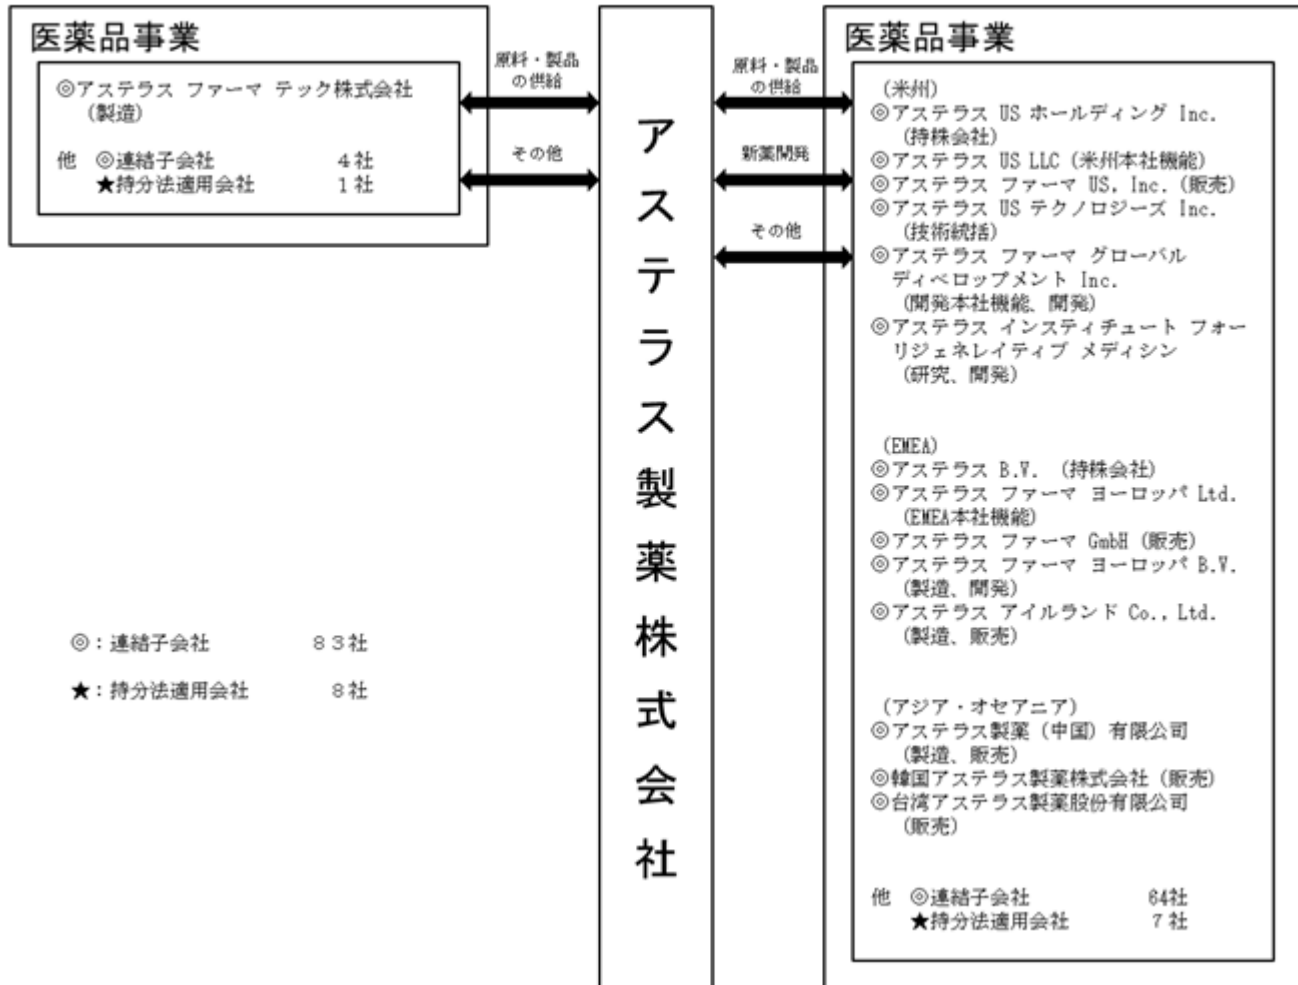 医薬品事業
◎アステラス ファーマ テック株式会社
(製造)
他 ◎連結子会社 4社
★持分法適用会社 1社
原料・製品
の供給
その他
◎：連結子会社 83社
★：持分法適用会社 8社
アステラス製薬株式会社
原料・製品
の供給
新薬開発
その他
医薬品事業
(米州)
◎アステラス US ホールディング Inc.
(持株会社)
◎アステラス US LLC (米州本社機能)
◎アステラス ファーマ US, Inc. (販売)
◎アステラス US テクノロジーズ Inc.
(技術統括)
◎アステラス ファーマ グローバル
ディベロップメント Inc.
(開発本社機能、開発)
◎アステラス インスティチュート フォー
リジェネレイティブ メディシン
(研究、開発)
(EMEA)
◎アステラス B.V. (持株会社)
◎アステラス ファーマ ヨーロッパ Ltd.
(EMEA本社機能)
◎アステラス ファーマ GmbH (販売)
◎アステラス ファーマ ヨーロッパ B.V.
(製造、開発)
◎アステラス アイルランド Co., Ltd.
(製造、販売)
(アジア・オセアニア)
◎アステラス製薬 (中国) 有限公司
(製造、販売)
◎韓国アステラス製薬株式会社 (販売)
◎台湾アステラス製薬股份有限公司
(販売)
他 ◎連結子会社 64社
★持分法適用会社 7社